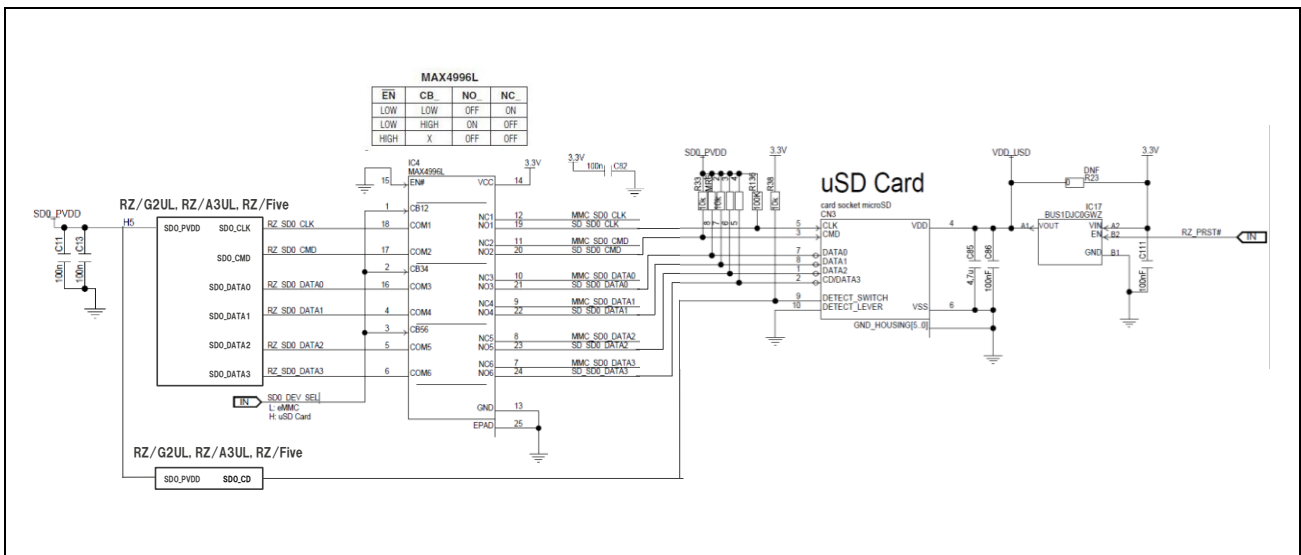 MAX4996L
EN CB_ NO_ NC_
LOW LOW OFF ON
LOW HIGH ON OFF
HIGH X OFF OFF
IC4
MAX4996L
15 EN# VCC 14
3.3V
3.3V
100n C82
SD0_PVDD
H5
C11
100n
C13
100n
RZ/G2UL, RZ/A3UL, RZ/Five
SD0_PVDD SD0_CLK
SD0_CMD
SD0_DATA0
SD0_DATA1
SD0_DATA2
SD0_DATA3
RZ_SD0_CLK
RZ_SD0_CMD
RZ_SD0_DATA0
RZ_SD0_DATA1
RZ_SD0_DATA2
RZ_SD0_DATA3
1 CB12
18 COM1
17 COM2
2 CB34
16 COM3
4 COM4
3 CB56
5 COM5
6 COM6
NC1 12 MMC_SD0_CLK
NO1 19 SD_SD0_CLK
NC2 11 MMC_SD0_CMD
NO2 20 SD_SD0_CMD
NC3 10 MMC_SD0_DATA0
NO3 21 SD_SD0_DATA0
NC4 9 MMC_SD0_DATA1
NO4 22 SD_SD0_DATA1
NC5 8 MMC_SD0_DATA2
NO5 23 SD_SD0_DATA2
NC6 7 MMC_SD0_DATA3
NO6 24 SD_SD0_DATA3
GND 13
EPAD 25
IN
SD0_DEV_SEL
L: eMMC
H: uSD Card
RZ/G2UL, RZ/A3UL, RZ/Five
SD0_PVDD SD0_CD
SD0_PVDD
3.3V
R33
10k
10k
2
3
4
8
7
6
5
R130
100K
R38
10k
uSD Card
card socket microSD
CN3
5 CLK
3 CMD
7 DATA0
8 DATA1
1 DATA2
2 CD/DATA3
9 DETECT_SWITCH
10 DETECT_LEVER
VDD 4
VSS 6
GND_HOUSING[5..0]
C85
4,7u
C86
100nF
VDD_USD
3.3V
DNF
0
R23
IC17
BUS1DJC0GWZ
A1 VOUT VIN A2
EN B2
GND B1
C111
100nF
RZ_PRST#
IN